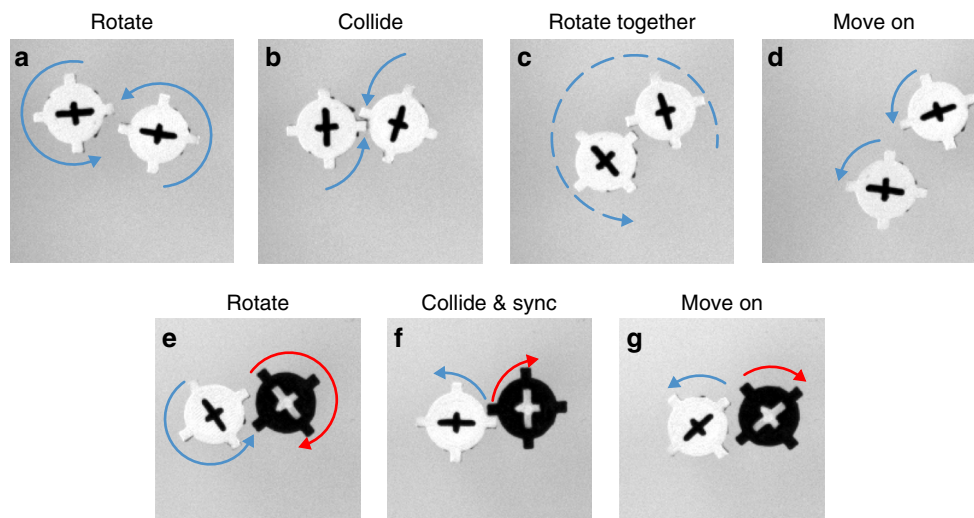 Rotate
Collide
Rotate together
Move on
a
b
c
d
Rotate
Collide & sync
Move on
e
f
g